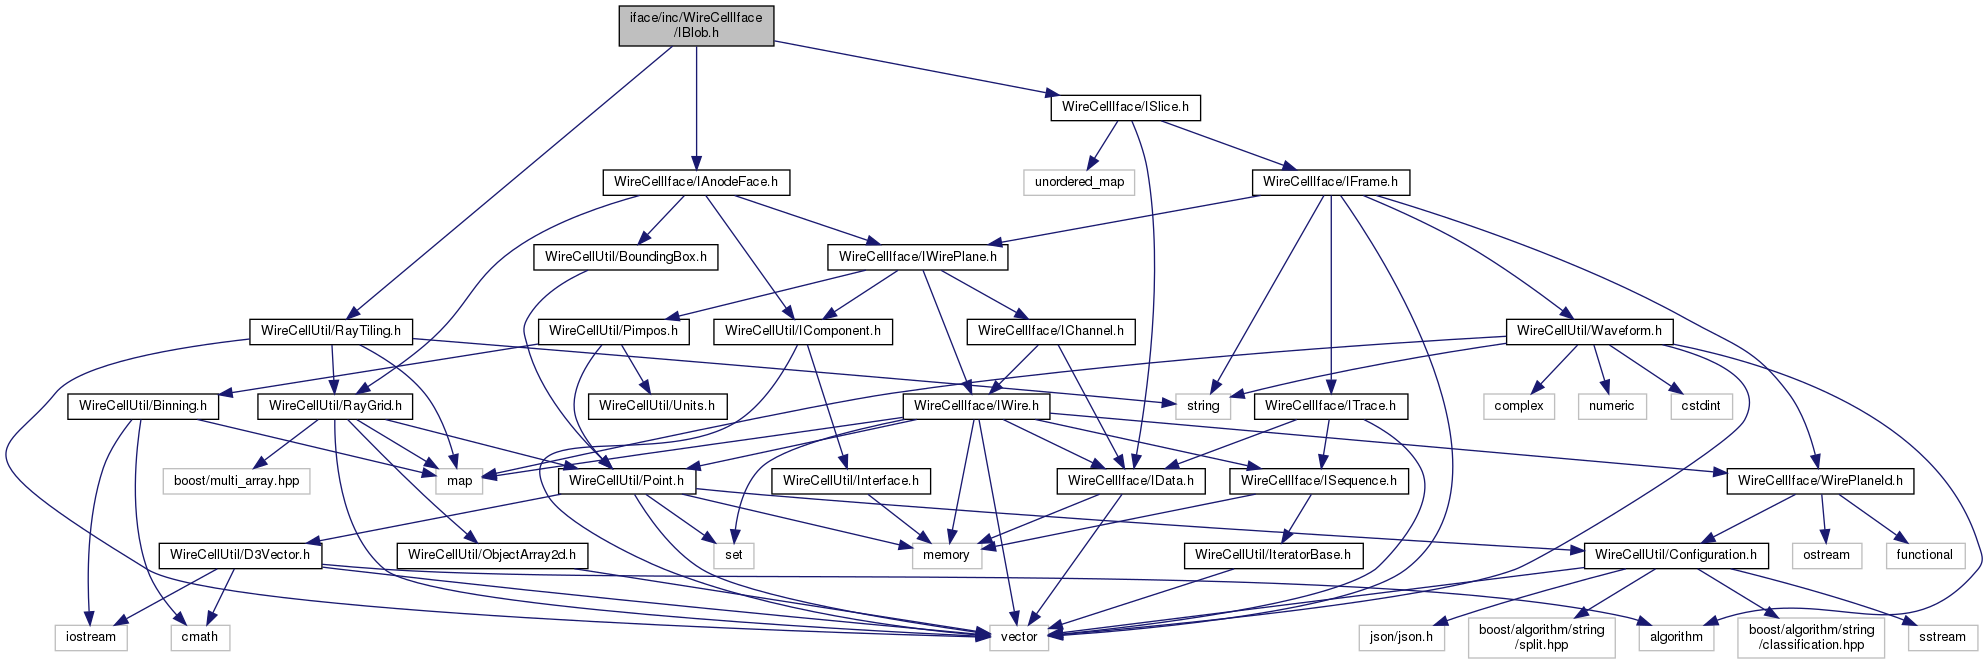 iface/inc/WireCellIface
/IBlob.h
WireCellIface/ISlice.h
WireCellIface/IAnodeFace.h
unordered_map
WireCellIface/IFrame.h
WireCellUtil/BoundingBox.h
WireCellIface/IWirePlane.h
WireCellUtil/RayTiling.h
WireCellUtil/Pimpos.h
WireCellUtil/IComponent.h
WireCellIface/IChannel.h
WireCellUtil/Waveform.h
WireCellUtil/Binning.h
WireCellUtil/RayGrid.h
WireCellUtil/Units.h
WireCellIface/IWire.h
string
WireCellIface/ITrace.h
complex
numeric
cstdint
boost/multi_array.hpp
map
WireCellUtil/Point.h
WireCellUtil/Interface.h
WireCellIface/IData.h
WireCellIface/ISequence.h
WireCellIface/WirePlaneId.h
WireCellUtil/D3Vector.h
WireCellUtil/ObjectArray2d.h
set
memory
WireCellUtil/IteratorBase.h
WireCellUtil/Configuration.h
ostream
functional
iostream
cmath
vector
json/json.h
boost/algorithm/string
/split.hpp
algorithm
boost/algorithm/string
/classification.hpp
sstream